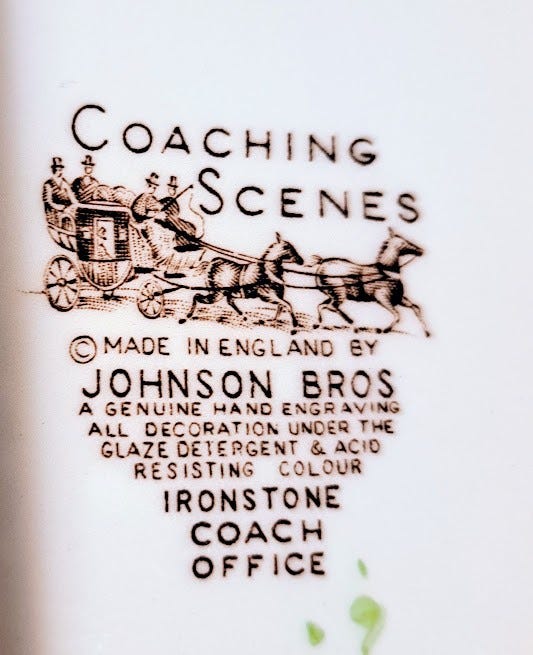 COACHING
SCENES
© MADE IN ENGLAND BY
JOHNSON BROS
A GENUINE HAND ENGRAVING
ALL DECORATION UNDER THE
GLAZE DETERGENT & ACID
RESISTING COLOUR
IRONSTONE
COACH
OFFICE